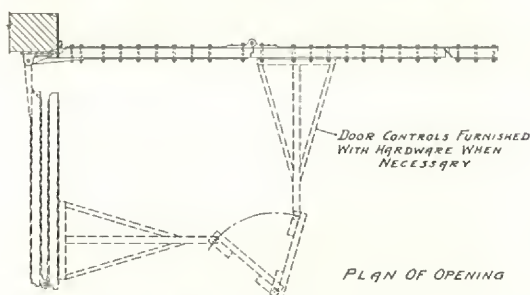 DOOR CONTROLS FURNISHED
WITH HARDWARE WHEN
NECESSARY
PLAN OF OPENING